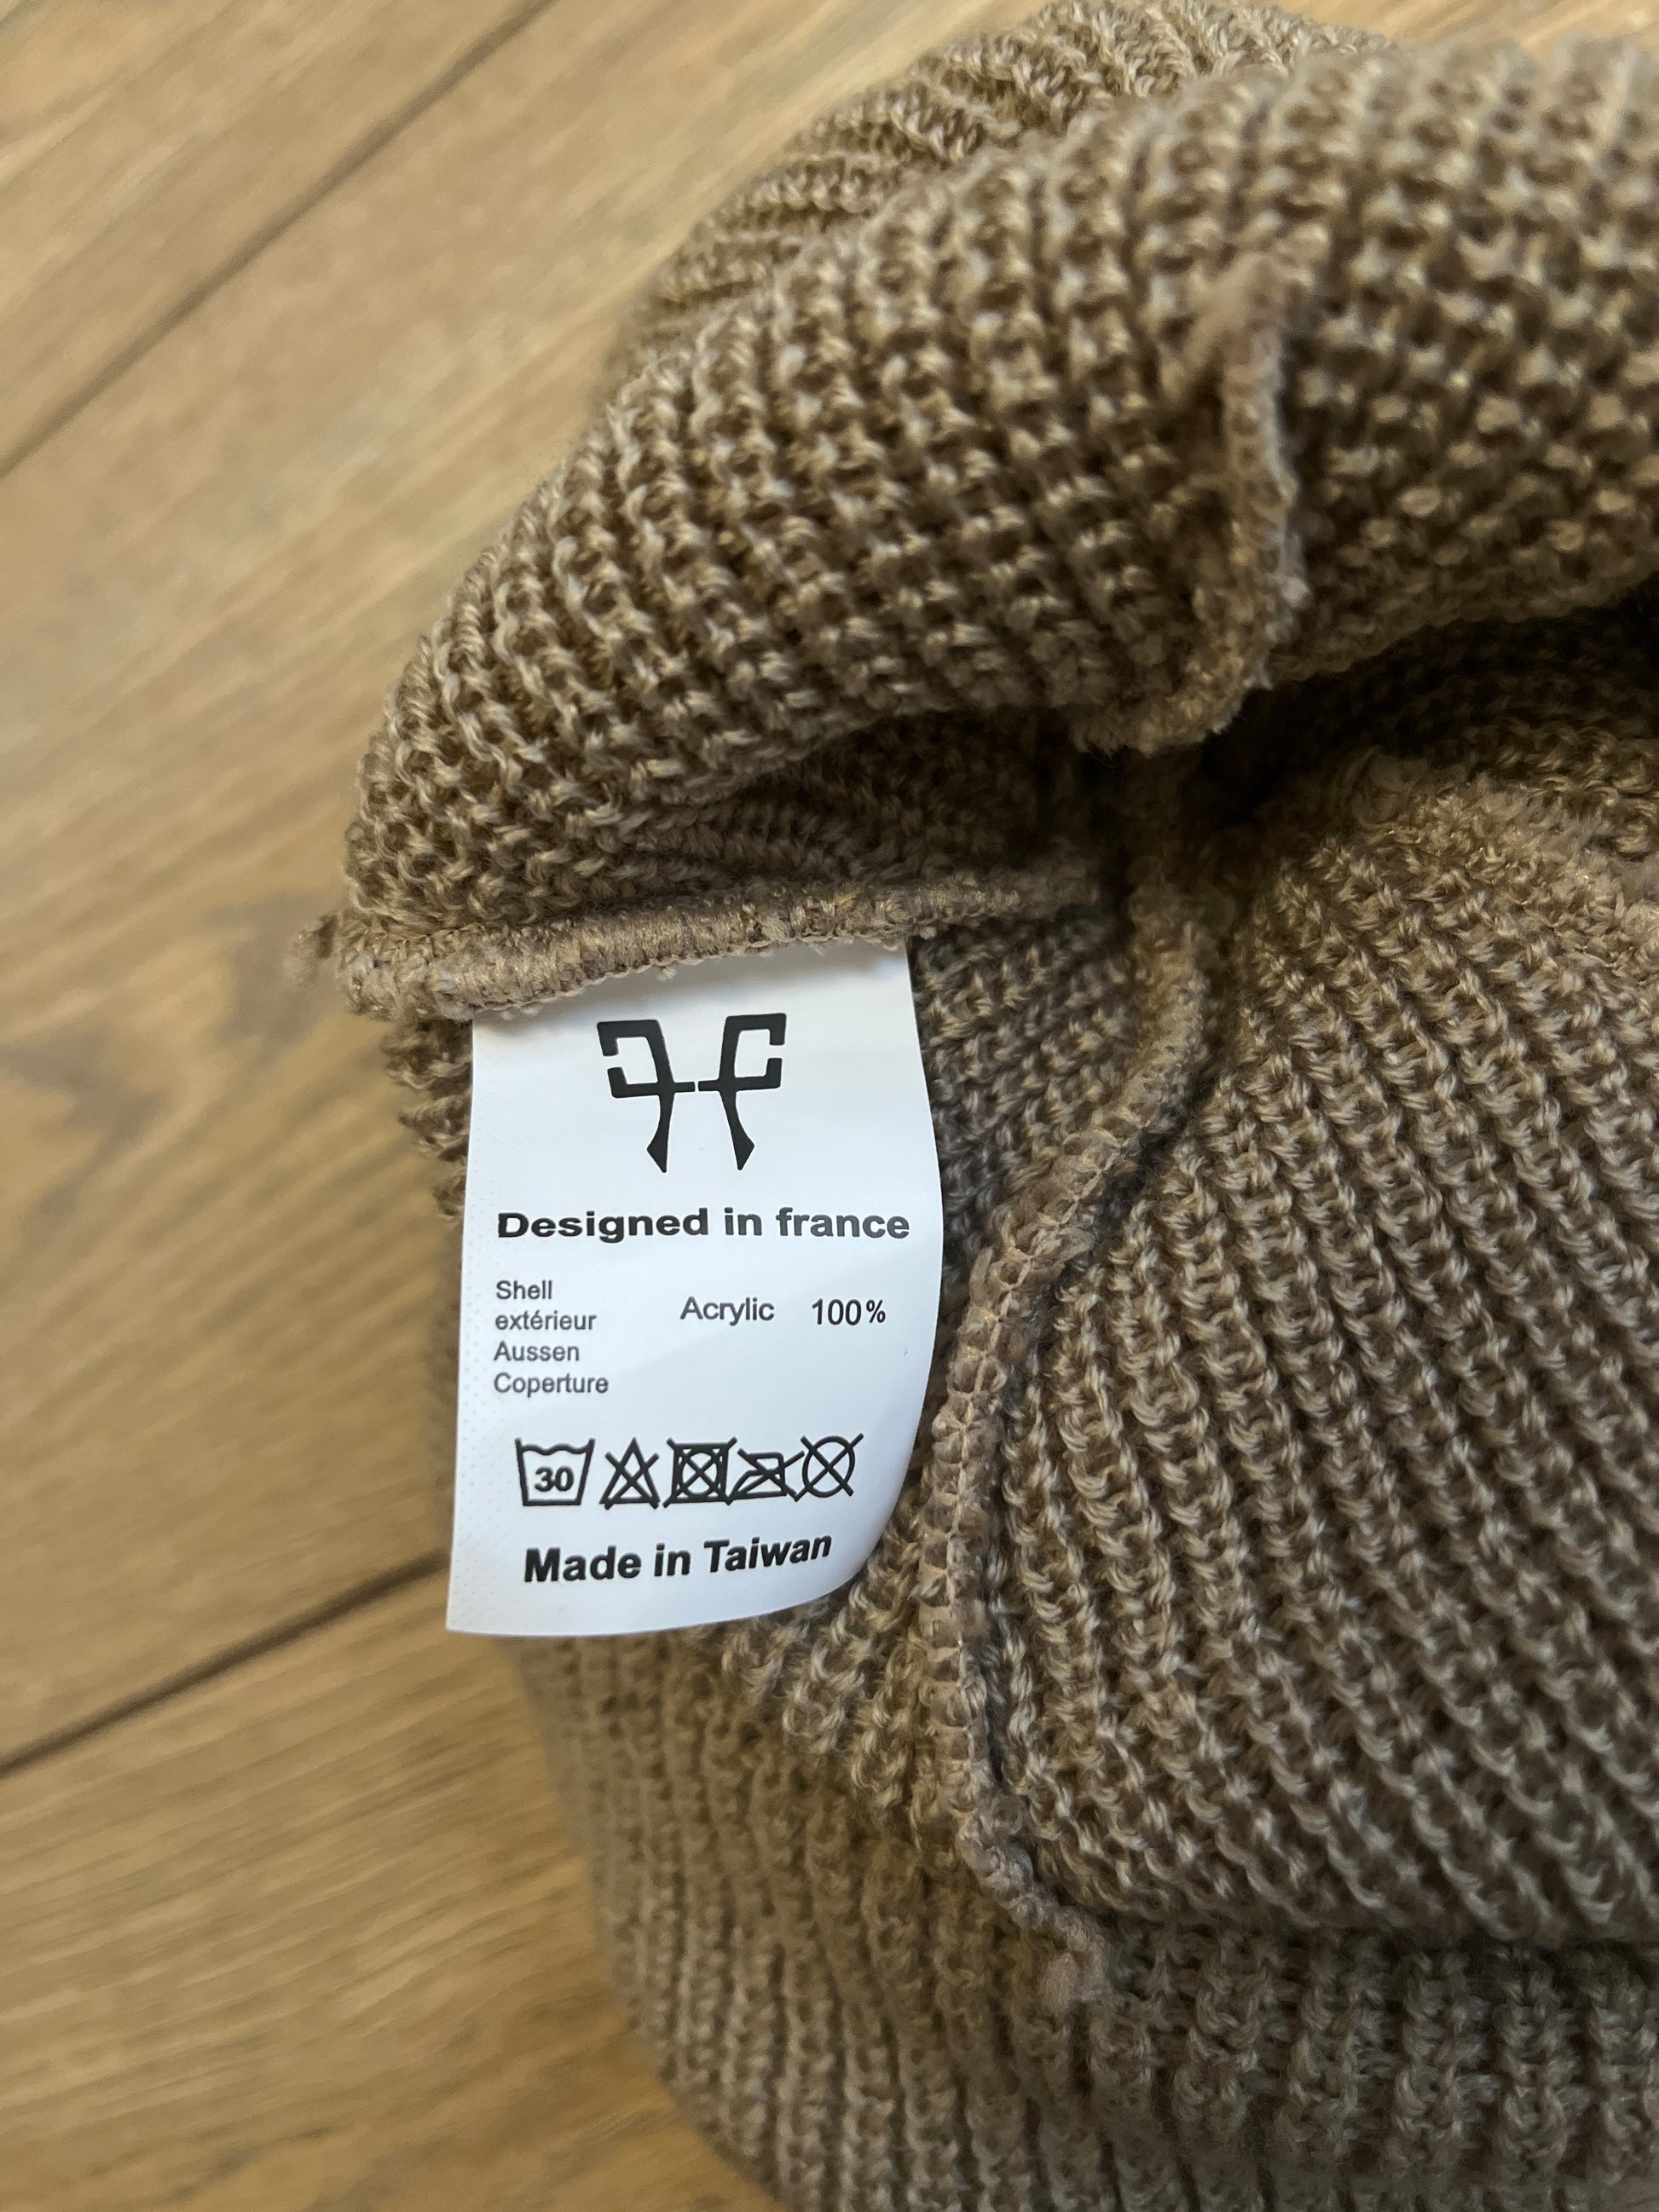 Designed in france
Shell
extérieur
Aussen
Coperture
Acrylic 100%
30
Made in Taiwan